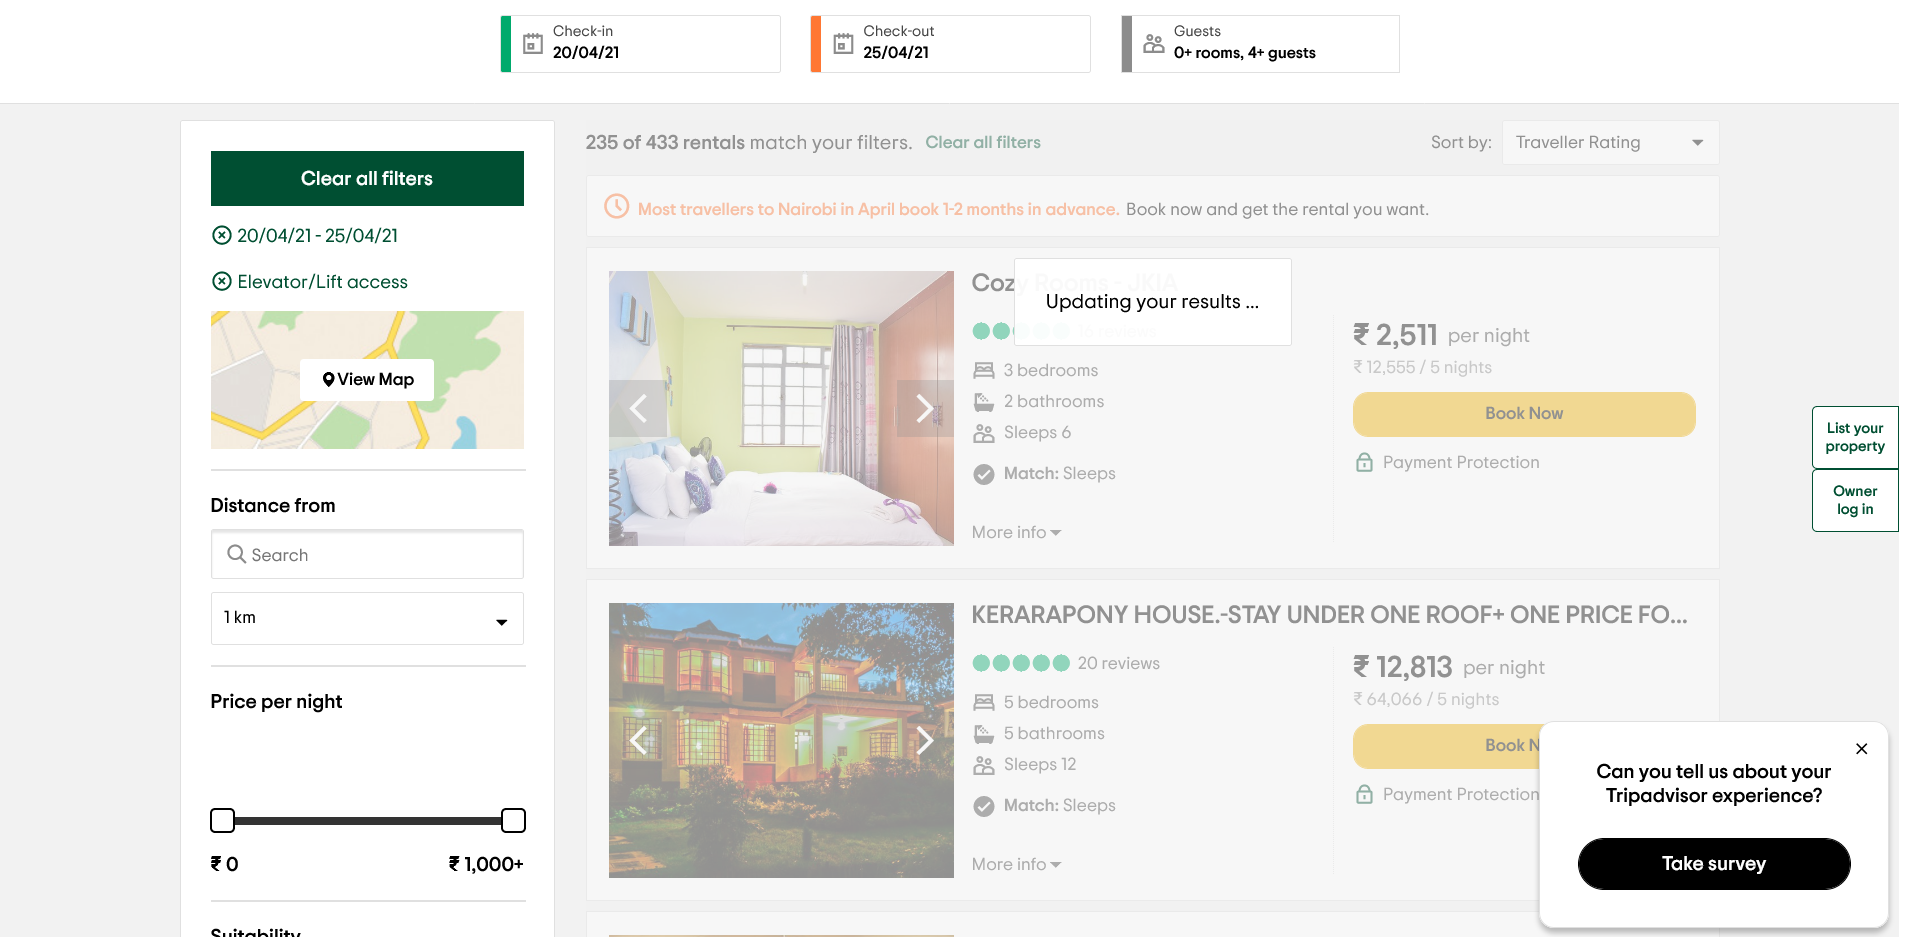 Check-in
20/04/21
Check-out
25/04/21
Guests
0+ rooms, 4+ guests
Clear all filters
20/04/21 - 25/04/21
Elevator/Lift access
View Map
Distance from
Search
1 km
Price per night
₹ 0
₹ 1,000+
Suitability
235 of 433 rentals match your filters. Clear all filters
Sort by: Traveller Rating
Most travellers to Nairobi in April book 1-2 months in advance. Book now and get the rental you want.
Cozy Rooms - JKIA
Updating your results ...
16 reviews
3 bedrooms
2 bathrooms
Sleeps 6
Match: Sleeps
More info
₹ 2,511 per night
₹ 12,555 / 5 nights
Book Now
Payment Protection
KERARAPONY HOUSE.-STAY UNDER ONE ROOF+ ONE PRICE FO...
20 reviews
5 bedrooms
5 bathrooms
Sleeps 12
Match: Sleeps
More info
₹ 12,813 per night
₹ 64,066 / 5 nights
Book N
Payment Protection
List your
property
Owner
log in
Can you tell us about your
Tripadvisor experience?
Take survey